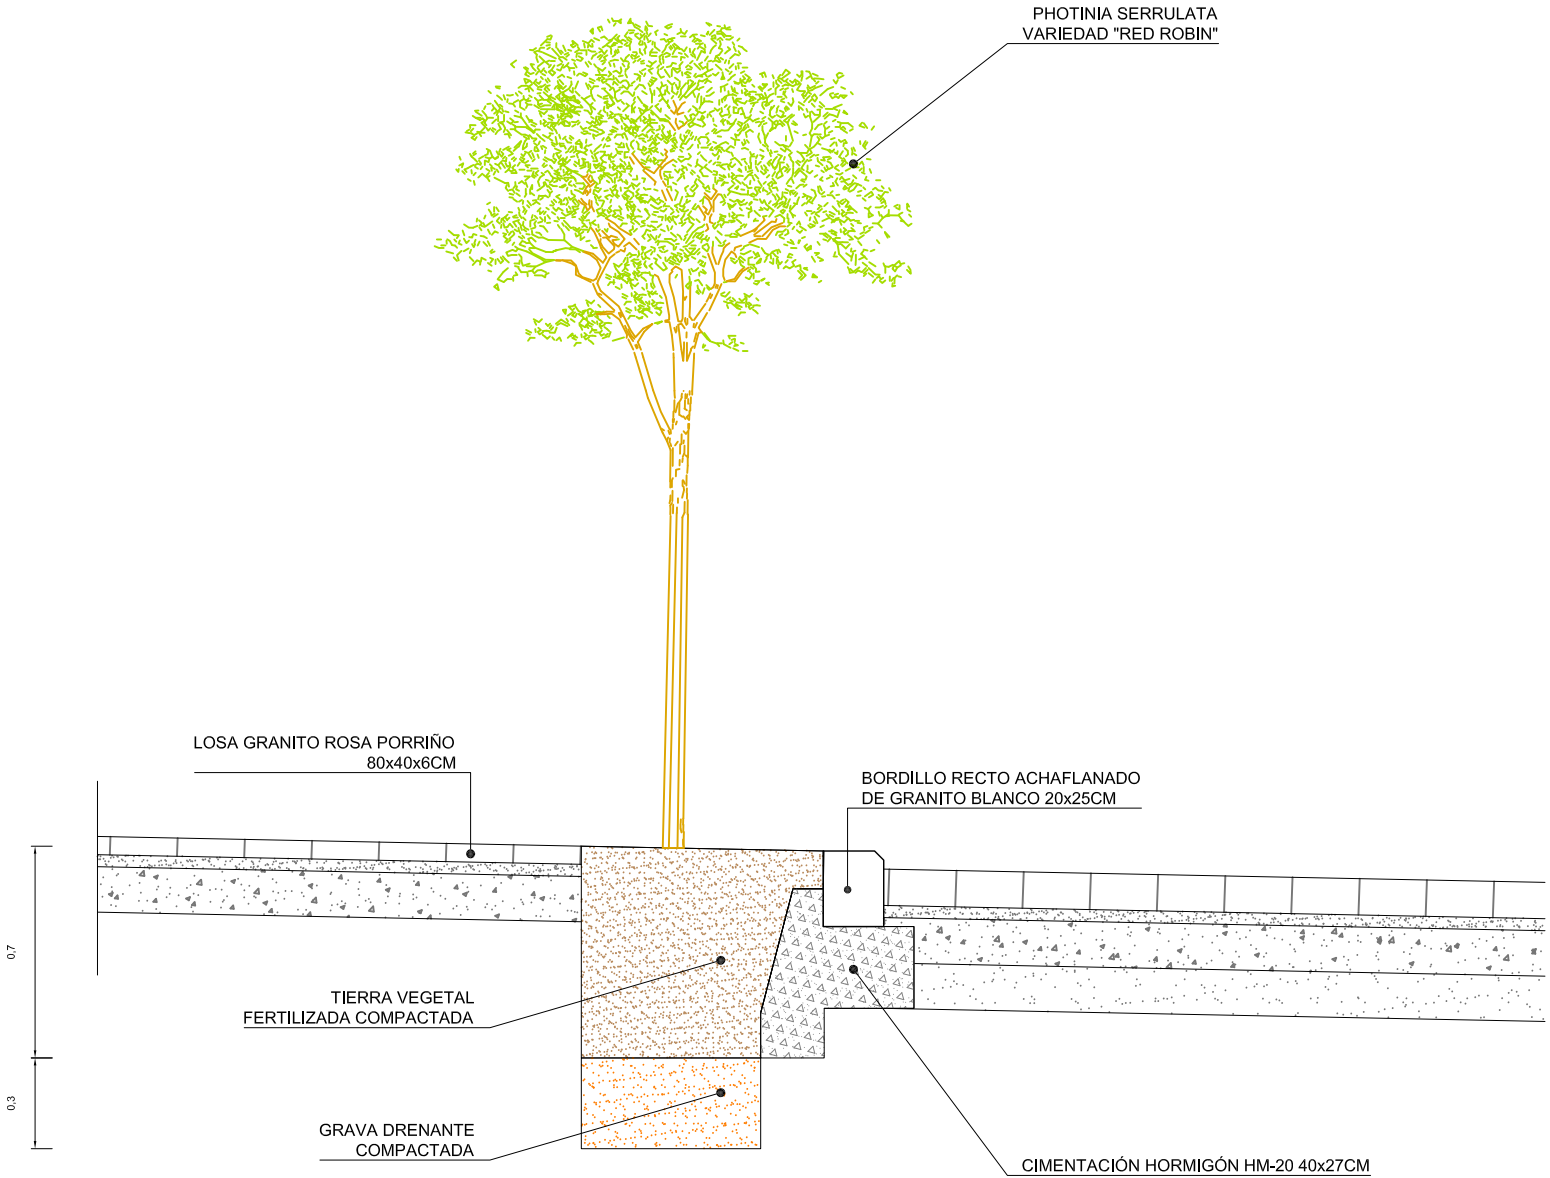 PHOTINIA SERRULATA
VARIEDAD "RED ROBIN"
LOSA GRANITO ROSA PORRIÑO
80x40x6CM
BORDILLO RECTO ACHAFLANADO
DE GRANITO BLANCO 20x25CM
0,7
TIERRA VEGETAL
FERTILIZADA COMPACTADA
0,3
GRAVA DRENANTE
COMPACTADA
CIMENTACIÓN HORMIGÓN HM-20 40x27CM